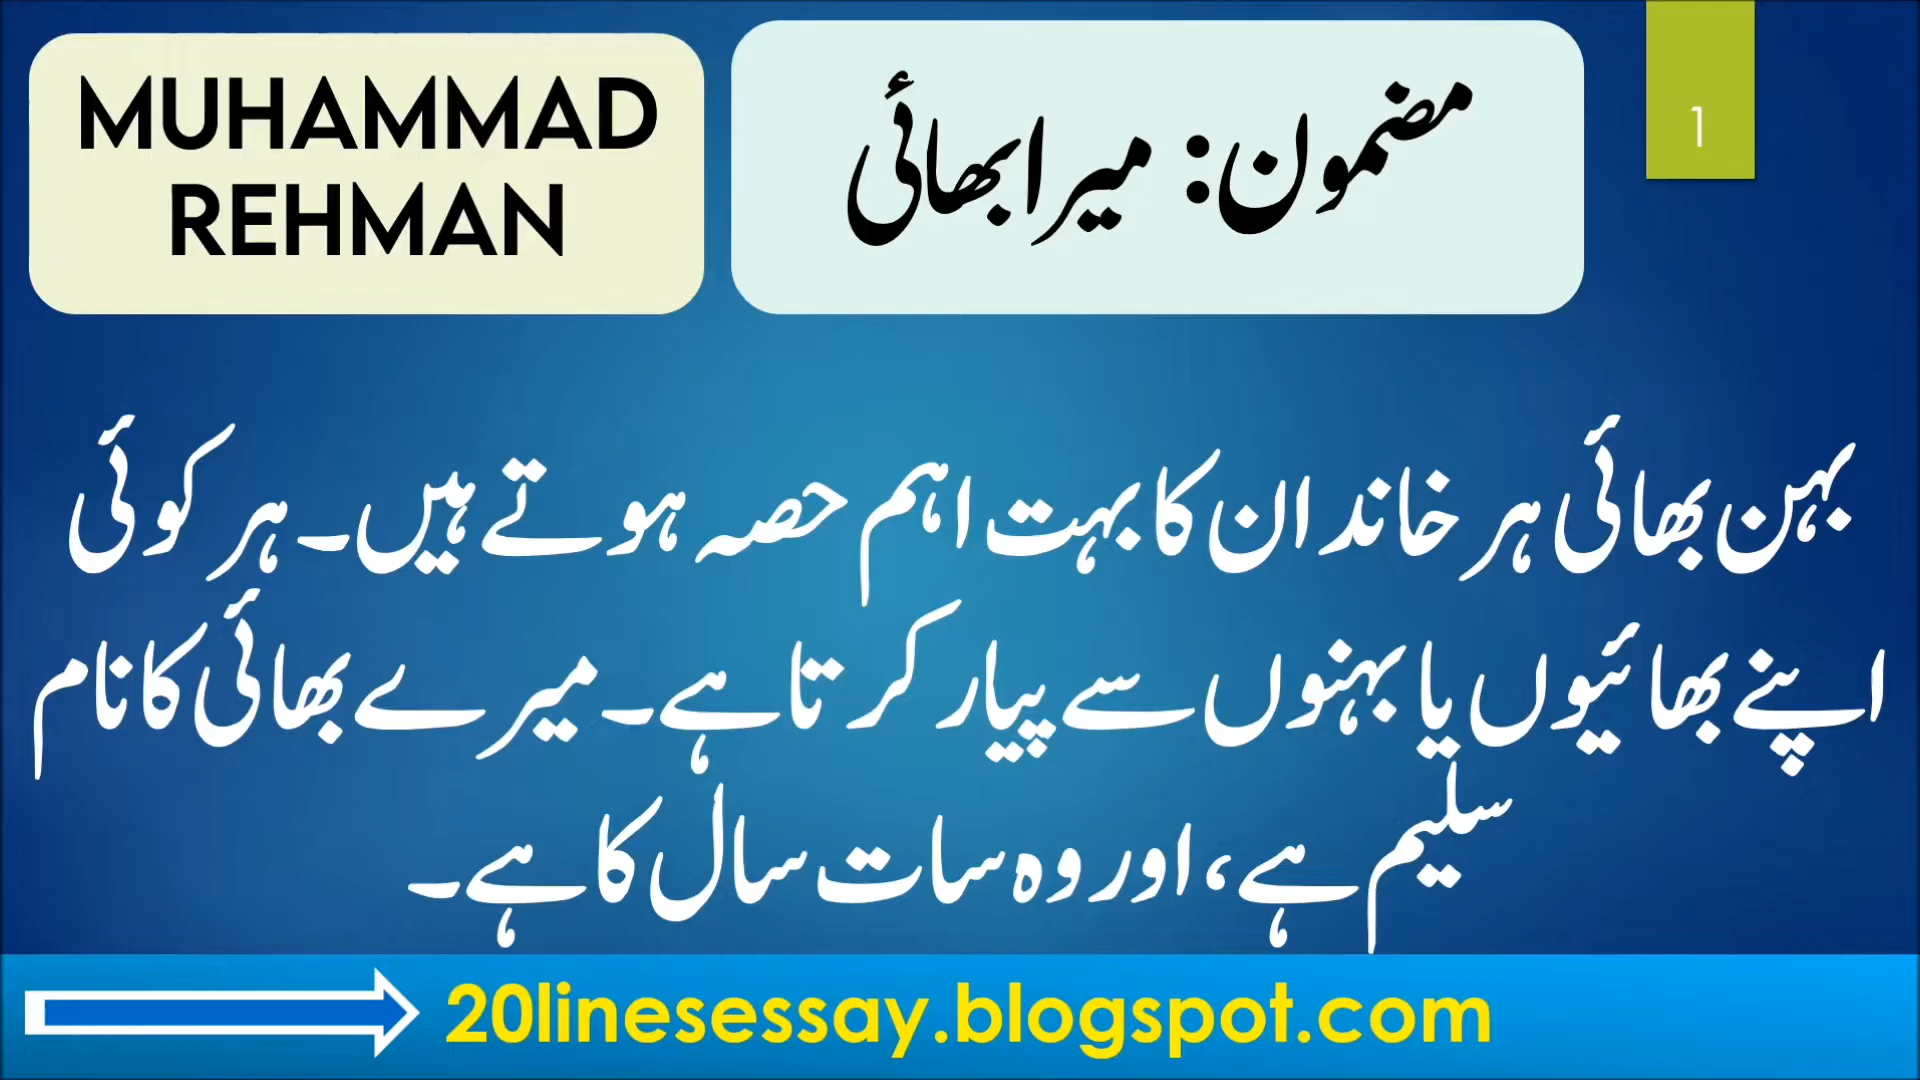 MUHAMMAD
REHMAN
مضمون: میرا بھائی
1
بہن بھائی ہر خاندان کا بہت اہم حصہ ہوتے ہیں۔ ہر کوئی
اپنے بھائیوں یا بہنوں سے پیار کرتا ہے۔ میرے بھائی کا نام
سلیم ہے، اور وہ سات سال کا ہے۔
20linesessay.blogspot.com